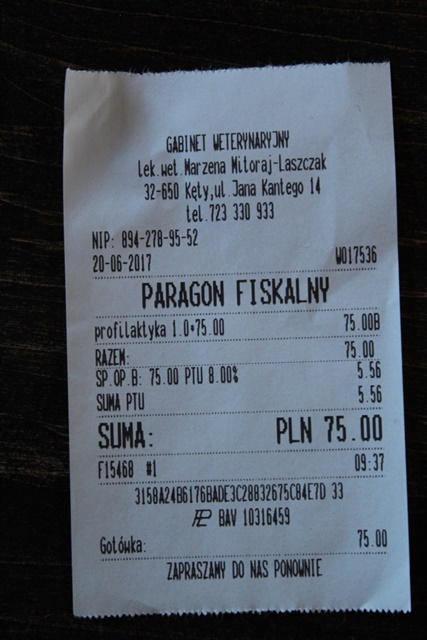 GABINET WETERYNARYJNY
lek.wet.Marzena Mitoraj-Laszczak
32-650 Kęty,ul.Jana Kantego 14
tel.723 330 933
NIP: 894-278-95-52
20-06-2017 W017536
PARAGON FISKALNY
profilaktyka 1.0*75.00 75.00B
RAZEM: 75.00
SP.OP.B: 75.00 PTU 8.00% 5.56
SUMA PTU 5.56
SUMA: PLN 75.00
F15468 #1 09:37
3158A24B6176BADE3C28832675C84E7D 33
BAV 10316459
Gotówka: 75.00
ZAPRASZAMY DO NAS PONOWNIE